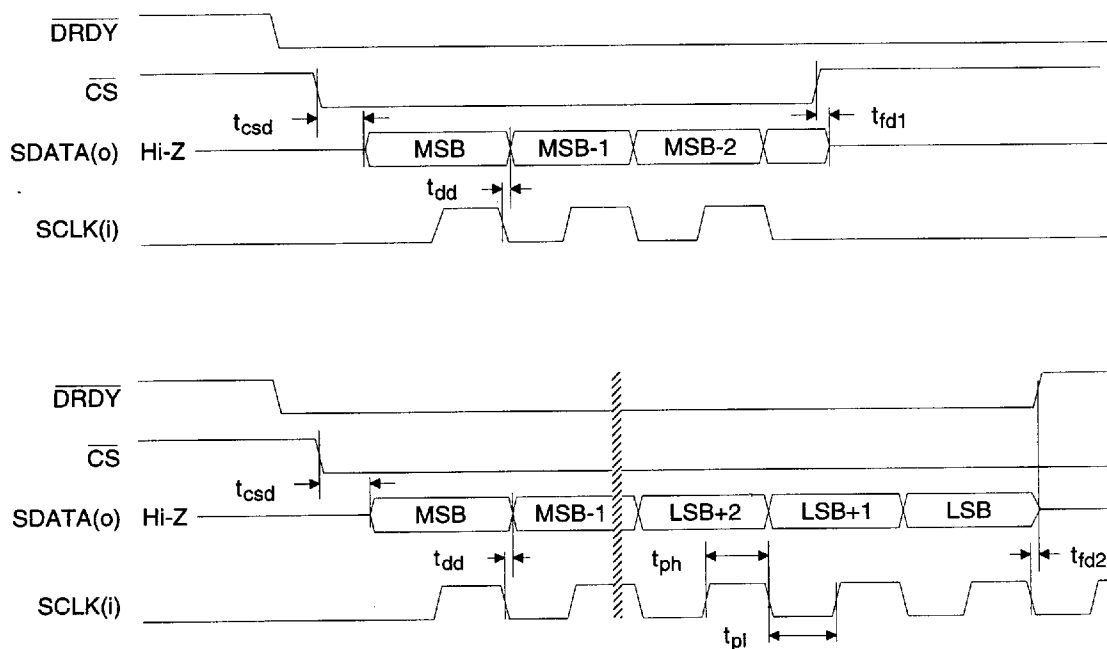 DRDY
CS
t_csd
t_fd1
SDATA(o) Hi-Z MSB MSB-1 MSB-2
t_dd
SCLK(i)
DRDY
CS
t_csd
SDATA(o) Hi-Z MSB MSB-1 LSB+2 LSB+1 LSB
t_dd t_ph t_fd2
SCLK(i)
t_pl